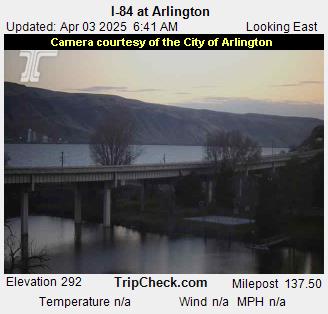 I-84 at Arlington
Updated: Apr 03 2025 6:41 AM Looking East
Camera courtesy of the City of Arlington
Elevation 292 TripCheck.com Milepost 137.50
Temperature n/a Wind n/a MPH n/a